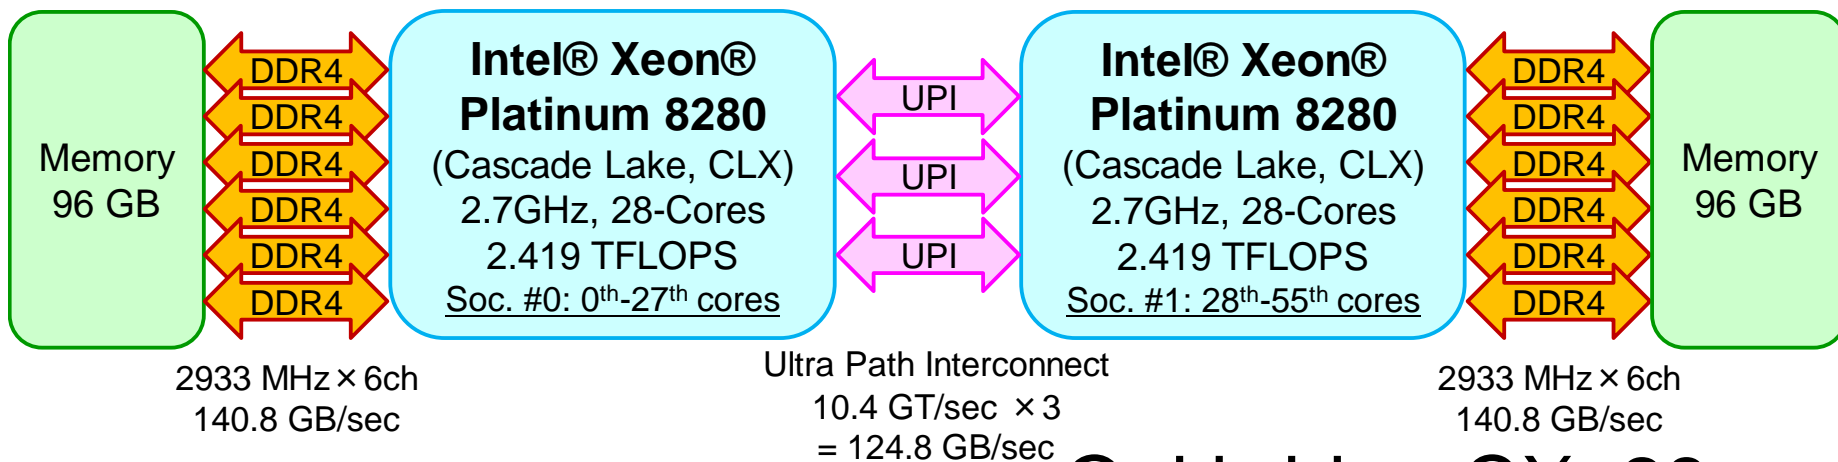 Memory
96 GB
DDR4
DDR4
DDR4
DDR4
DDR4
DDR4
2933 MHz×6ch
140.8 GB/sec
Intel® Xeon®
Platinum 8280
(Cascade Lake, CLX)
2.7GHz, 28-Cores
2.419 TFLOPS
Soc. #0: 0th-27th cores
UPI
UPI
UPI
Ultra Path Interconnect
10.4 GT/sec ×3
= 124.8 GB/sec
Intel® Xeon®
Platinum 8280
(Cascade Lake, CLX)
2.7GHz, 28-Cores
2.419 TFLOPS
Soc. #1: 28th-55th cores
DDR4
DDR4
DDR4
DDR4
DDR4
DDR4
2933 MHz×6ch
140.8 GB/sec
Memory
96 GB